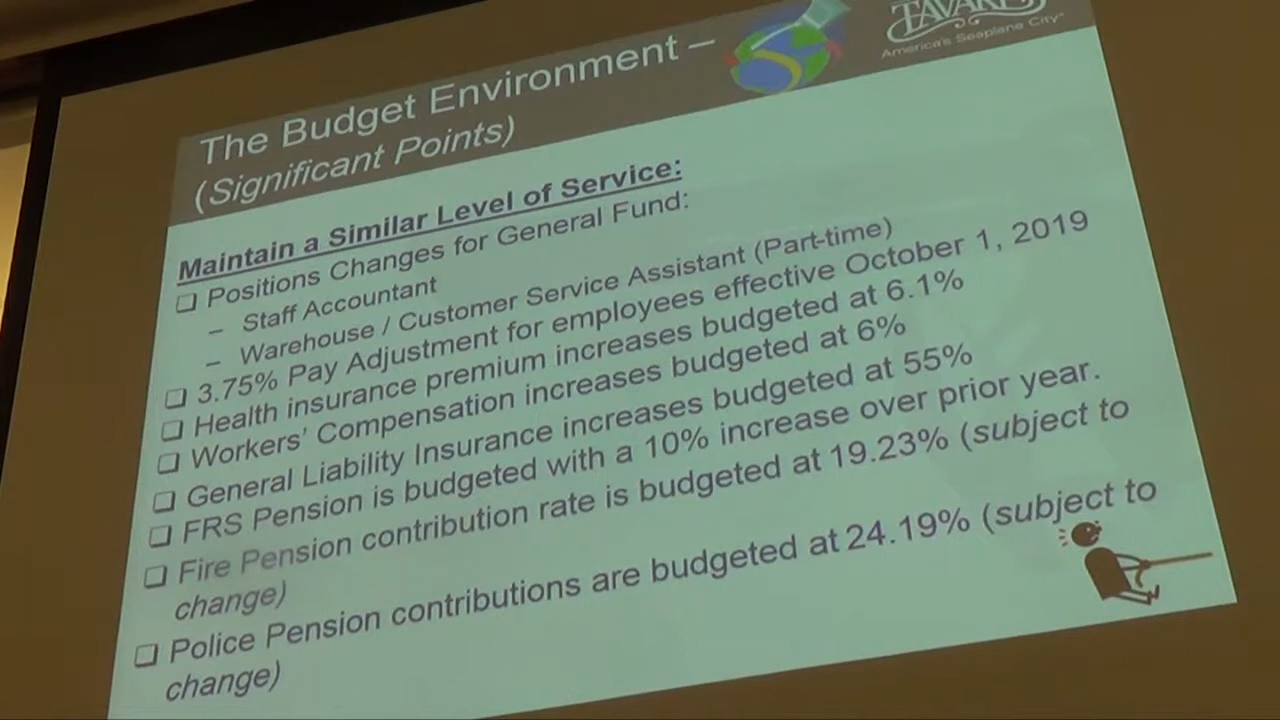 TAVARES
America's Seaplane City
The Budget Environment –
(Significant Points)
Maintain a Similar Level of Service:
❑ Positions Changes for General Fund:
– Staff Accountant
– Warehouse / Customer Service Assistant (Part-time)
❑ 3.75% Pay Adjustment for employees effective October 1, 2019
❑ Health insurance premium increases budgeted at 6.1%
❑ Workers' Compensation increases budgeted at 6%
❑ General Liability Insurance increases budgeted at 55%
❑ FRS Pension is budgeted with a 10% increase over prior year.
❑ Fire Pension contribution rate is budgeted at 19.23% (subject to
change)
❑ Police Pension contributions are budgeted at 24.19% (subject to
change)